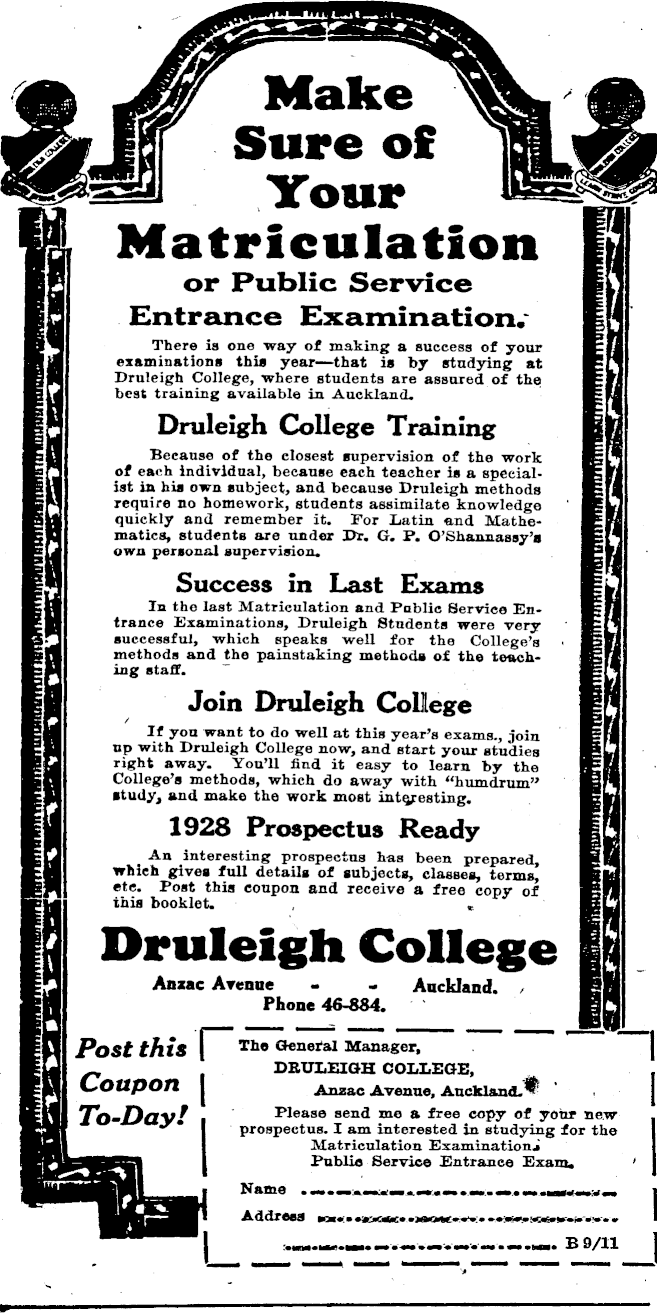 Make
Sure of
Your
Matriculation
or Public Service
Entrance Examination.
There is one way of making a success of your
examinations this year—that is by studying at
Druleigh College, where students are assured of the
best training available in Auckland.
Druleigh College Training
Because of the closest supervision of the work
of each individual, because each teacher is a special-
ist in his own subject, and because Druleigh methods
require no homework, students assimilate knowledge
quickly and remember it. For Latin and Mathe-
matics, students are under Dr. G. P. O'Shannassy's
own personal supervision.
Success in Last Exams
In the last Matriculation and Public Service En-
trance Examinations, Druleigh Students were very
successful, which speaks well for the College's
methods and the painstaking methods of the teach-
ing staff.
Join Druleigh College
If you want to do well at this year's exams., join
up with Druleigh College now, and start your studies
right away. You'll find it easy to learn by the
College's methods, which do away with "humdrum"
study, and make the work most interesting.
1928 Prospectus Ready
An interesting prospectus has been prepared,
which gives full details of subjects, classes, terms,
etc. Post this coupon and receive a free copy of
this booklet.
Druleigh College
Anzac Avenue - - Auckland.
Phone 46-884.
Post this
Coupon
To-Day!
The General Manager,
DRULEIGH COLLEGE,
Anzac Avenue, Auckland.
Please send me a free copy of your new
prospectus. I am interested in studying for the
Matriculation Examination.
Public Service Entrance Exam.
Name
Address
B 9/11